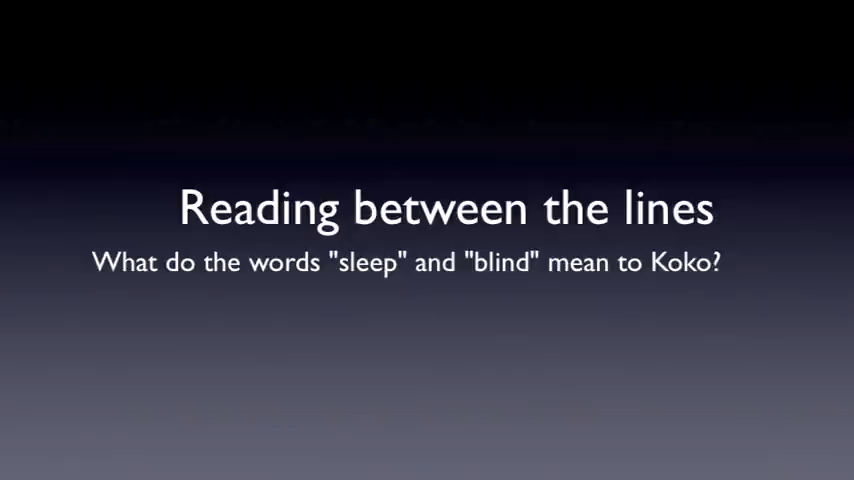 Reading between the lines
What do the words "sleep" and "blind" mean to Koko?